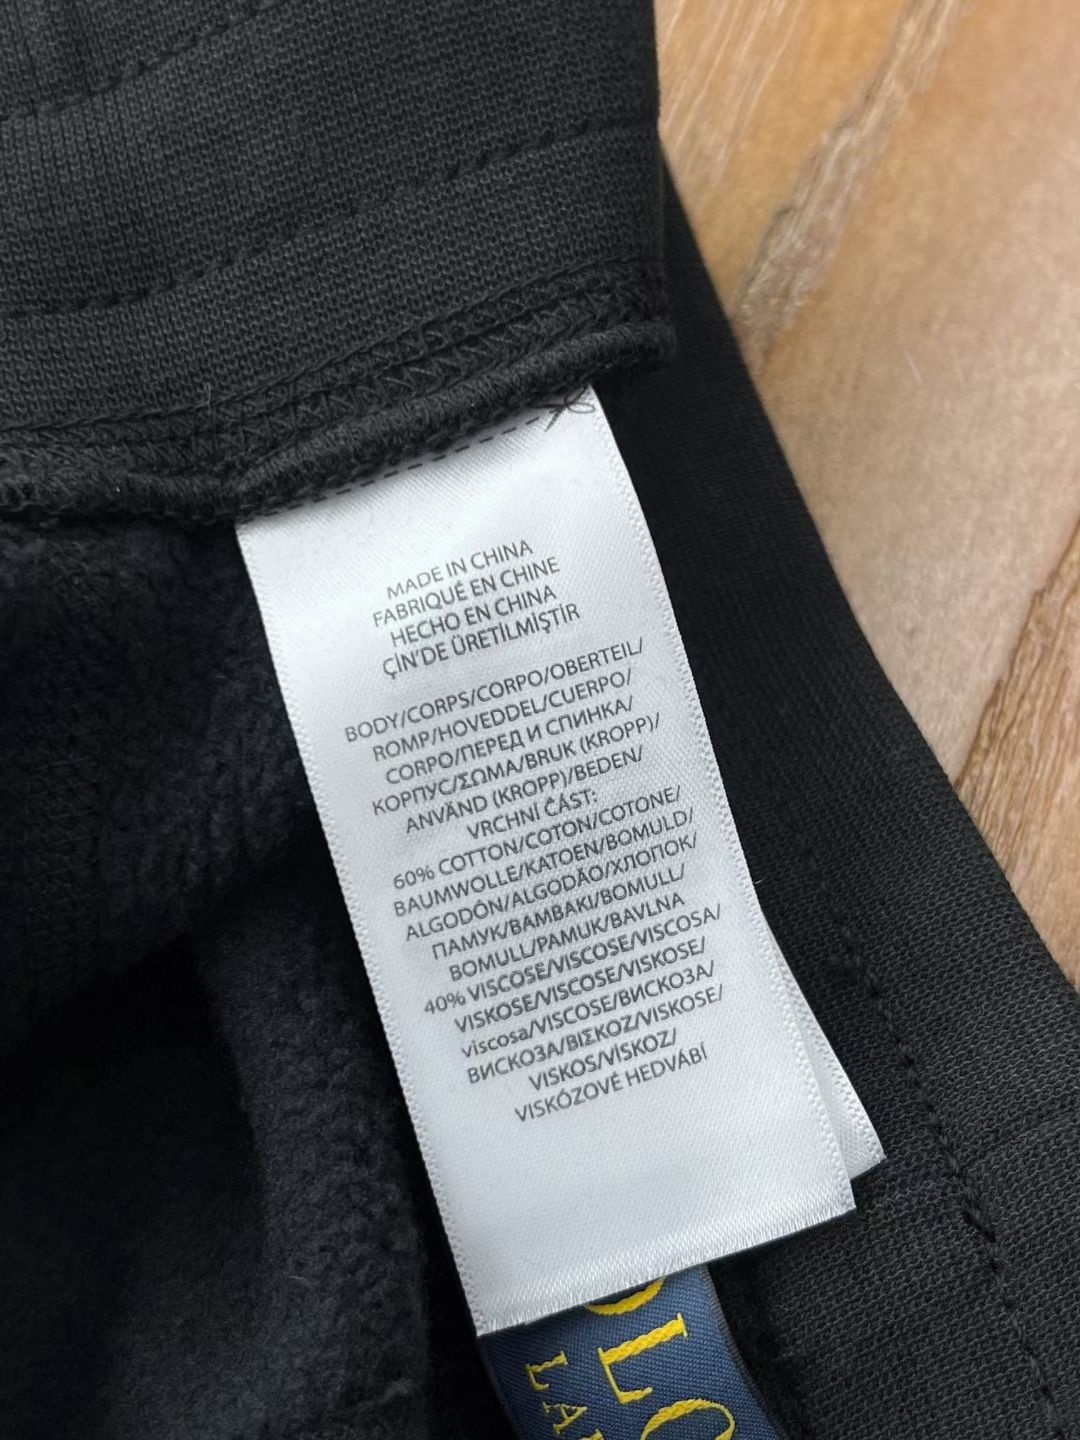 MADE IN CHINA
FABRIQUÉ EN CHINE
HECHO EN CHINA
ÇİN'DE ÜRETİLMİŞTİR
BODY/CORPS/CORPO/OBERTEIL/
ROMP/HOVEDDEL/CUERPO/
CORPO/ПЕРЕД И СПИНКА/
КОРПУС/ΣΩΜΑ/BRUK (KROPP)/
ANVÄND (KROPP)/BEDEN/
VRCHNÍ ČÁST:
60% COTTON/COTON/COTONE/
BAUMWOLLE/KATOEN/BOMULD/
ALGODÓN/ALGODÃO/ХЛОПОК/
ПАМУК/BAMBAKI/BOMULL/
BOMULL/PAMUK/BAVLNA
40% VISCOSE/VISCOSE/VISCOSA/
VISKOSE/VISCOSE/VISKOSE/
viscosa/VISCOSE/ВИСКОЗА/
ВИСКОЗА/ΒΙΣΚΟΖ/VISKOSE/
VISKOS/VİSKOZ/
VISKÓZOVÉ HEDVÁBÍ
OLO
LA